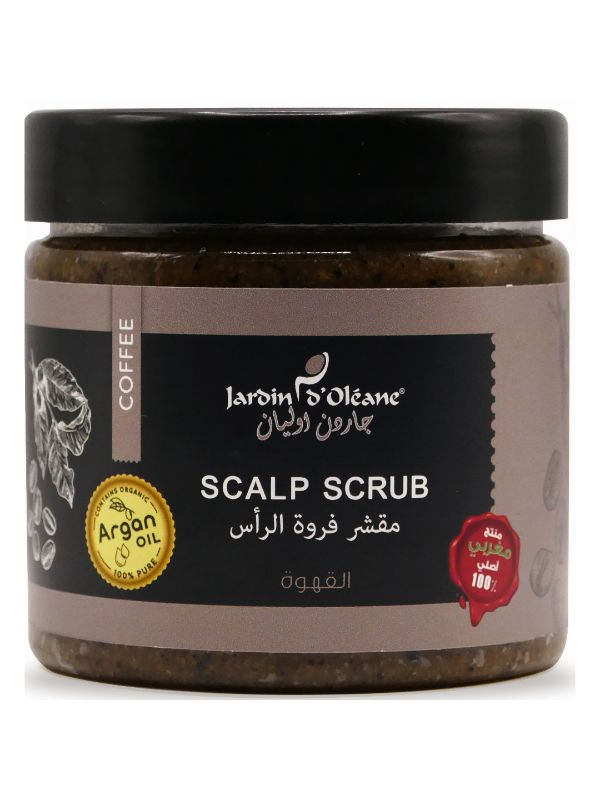 COFFEE
Jardin d'Oléane®
جاردن اوليان
SCALP SCRUB
مقشر فروة الرأس
القهوة
CONTAINS ORGANIC
Argan
OIL
100% PURE
منتج
مغربي
أصلي
100%